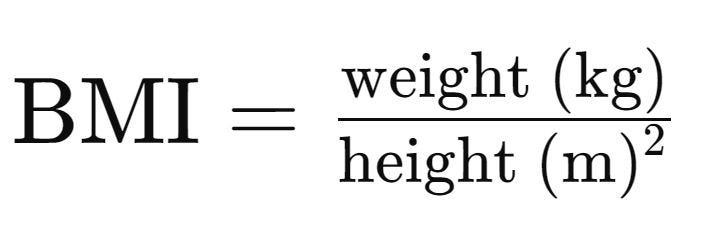 BMI = weight (kg)
height (m)²